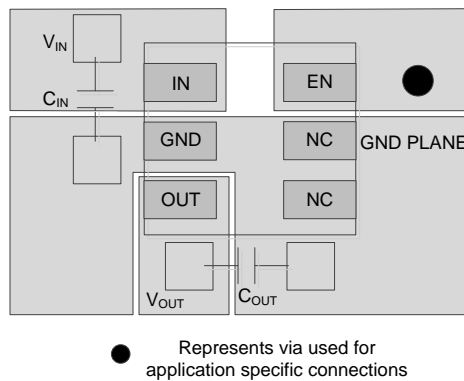 VIN
CIN
IN
EN
GND
NC
GND PLANE
OUT
NC
VOUT
COUT
Represents via used for
application specific connections